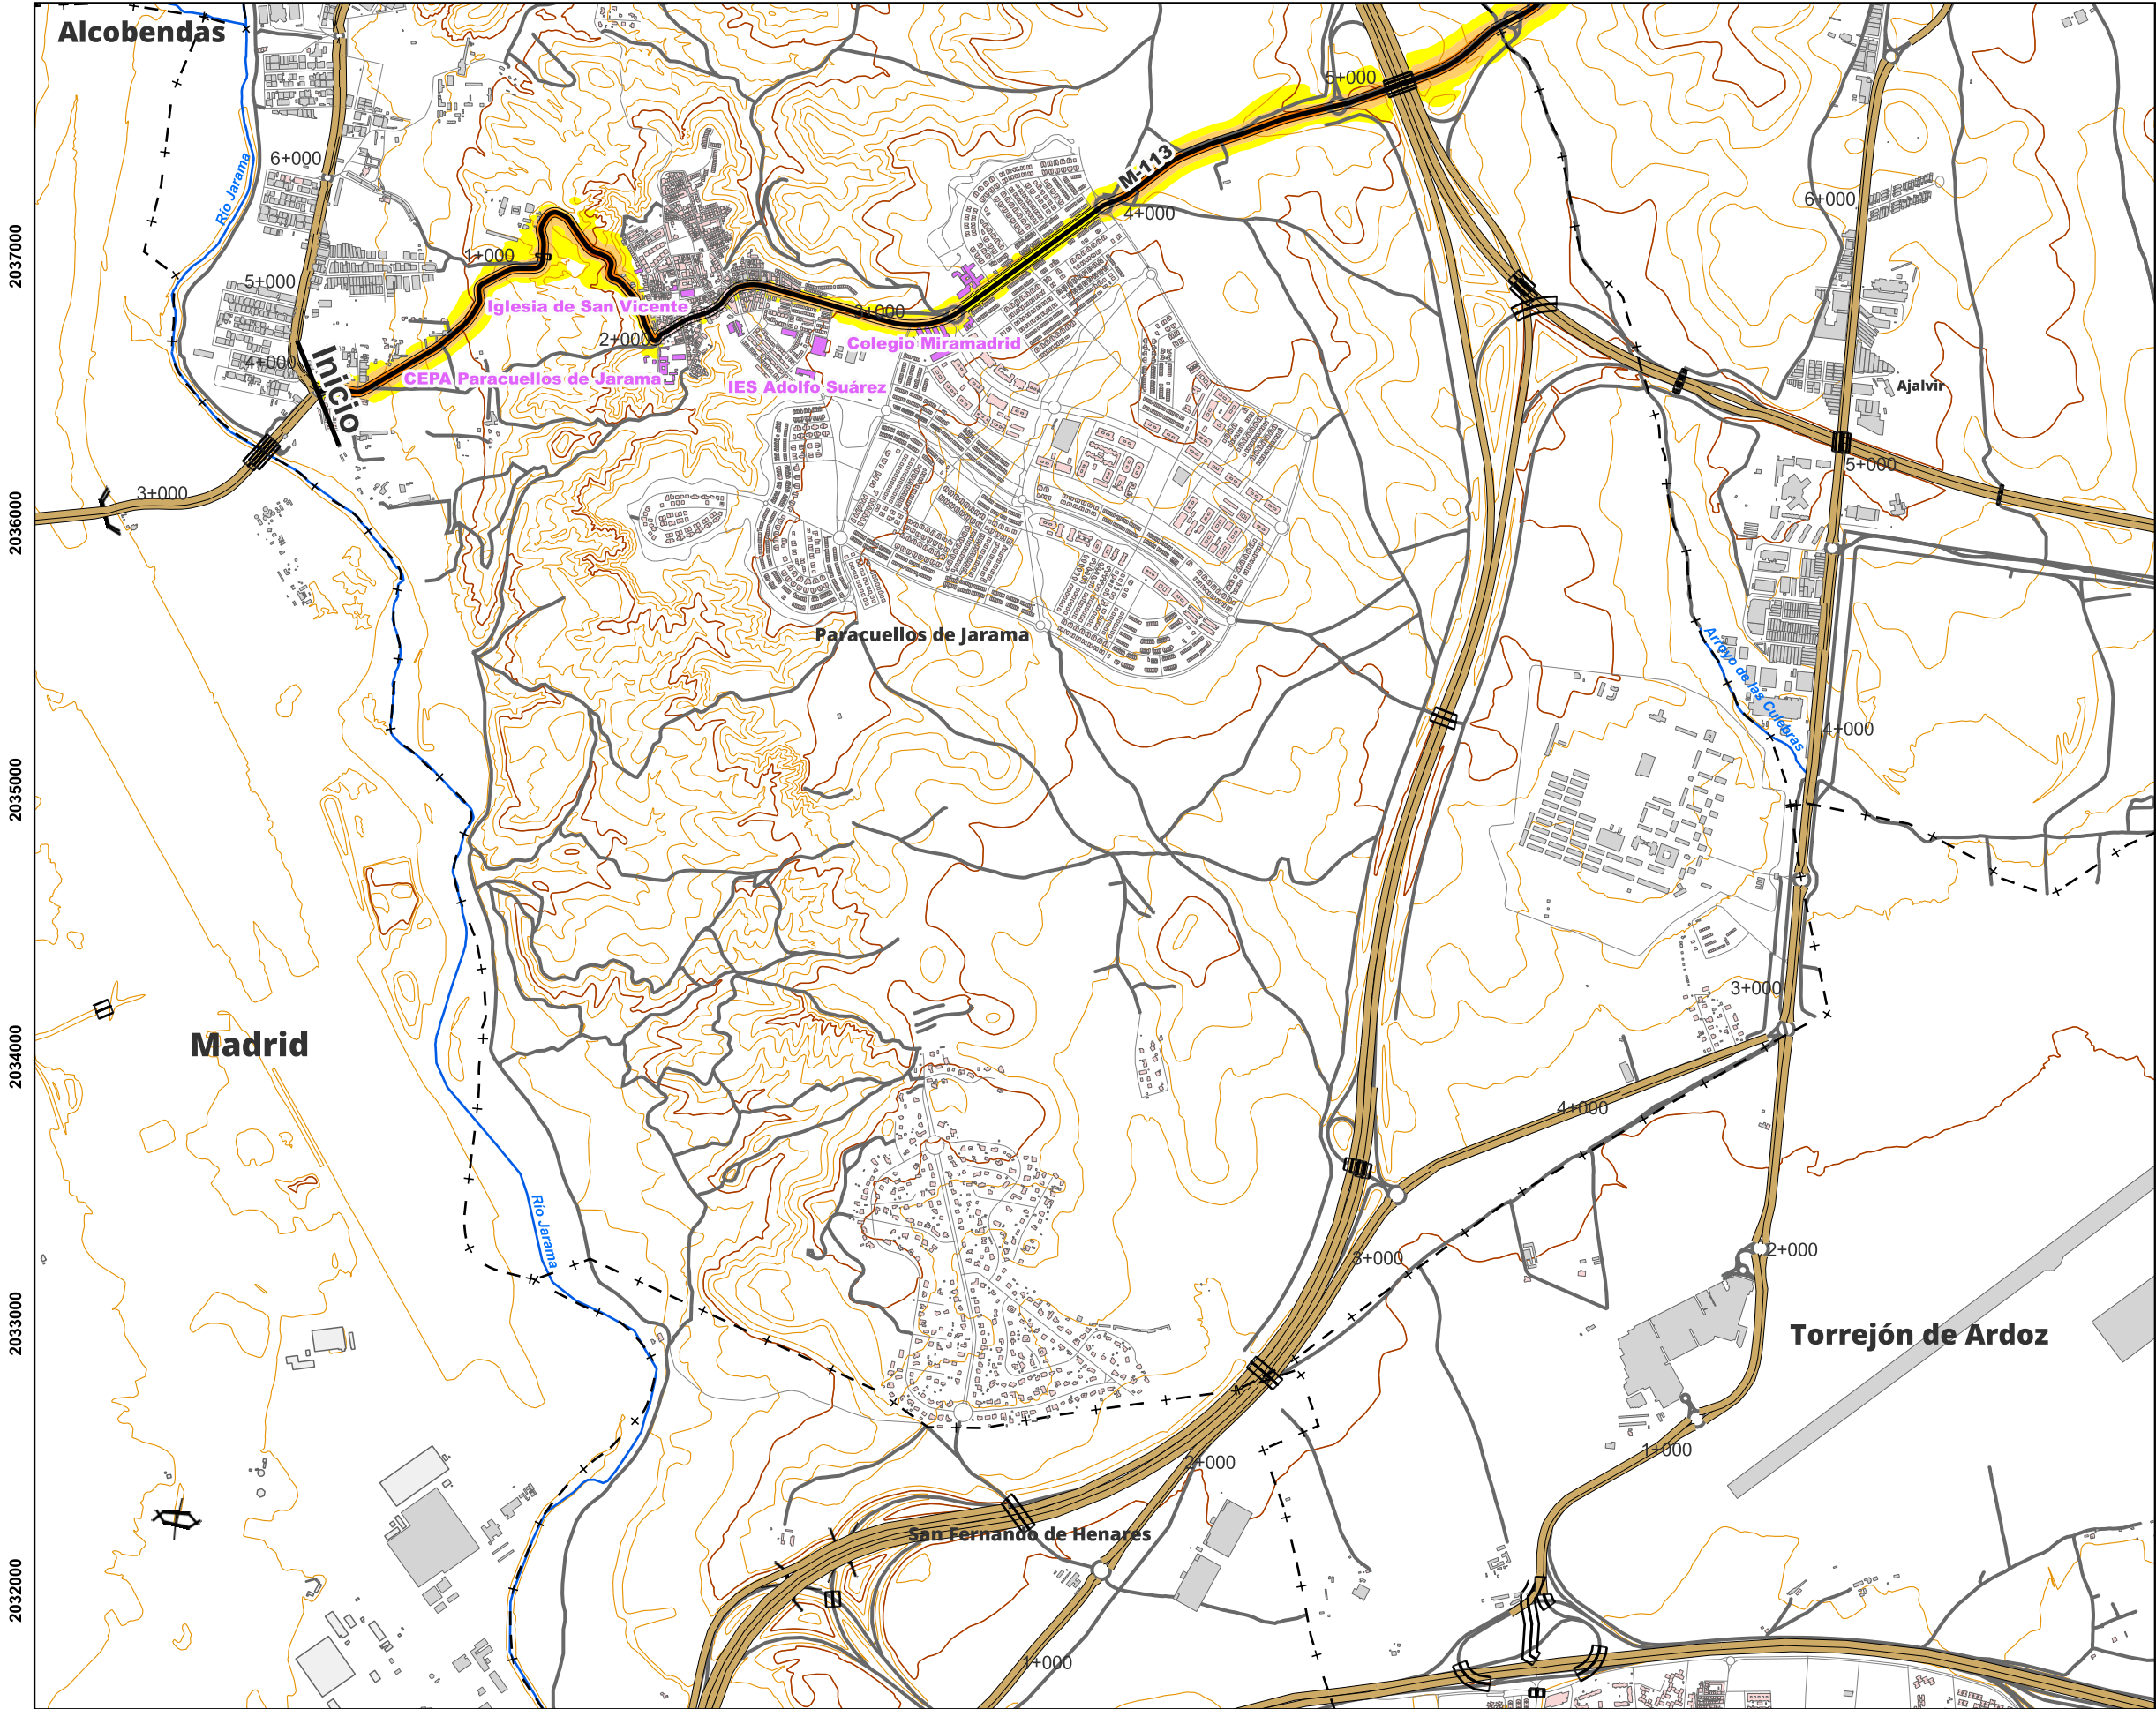 Alcobendas
5+000
M-113
6+000
Río Jarama
6+000
4+000
2037000
1+000
5+000
Iglesia de San Vicente
3+000
2+000
Colegio Miramadrid
Inicio
4+000
CEPA Paracuellos de Jarama
IES Adolfo Suárez
Ajalvir
5+000
3+000
2036000
Paracuellos de Jarama
Arroyo de las Culebras
4+000
2035000
3+000
Madrid
2034000
4+000
Río Jarama
3+000
2+000
2033000
Torrejón de Ardoz
1+000
2+000
San Fernando de Henares
2032000
1+000